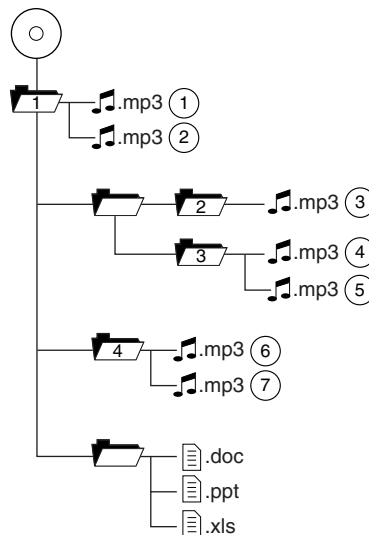 1 .mp3 1
.mp3 2
2 .mp3 3
3 .mp3 4
.mp3 5
4 .mp3 6
.mp3 7
.doc
.ppt
.xls